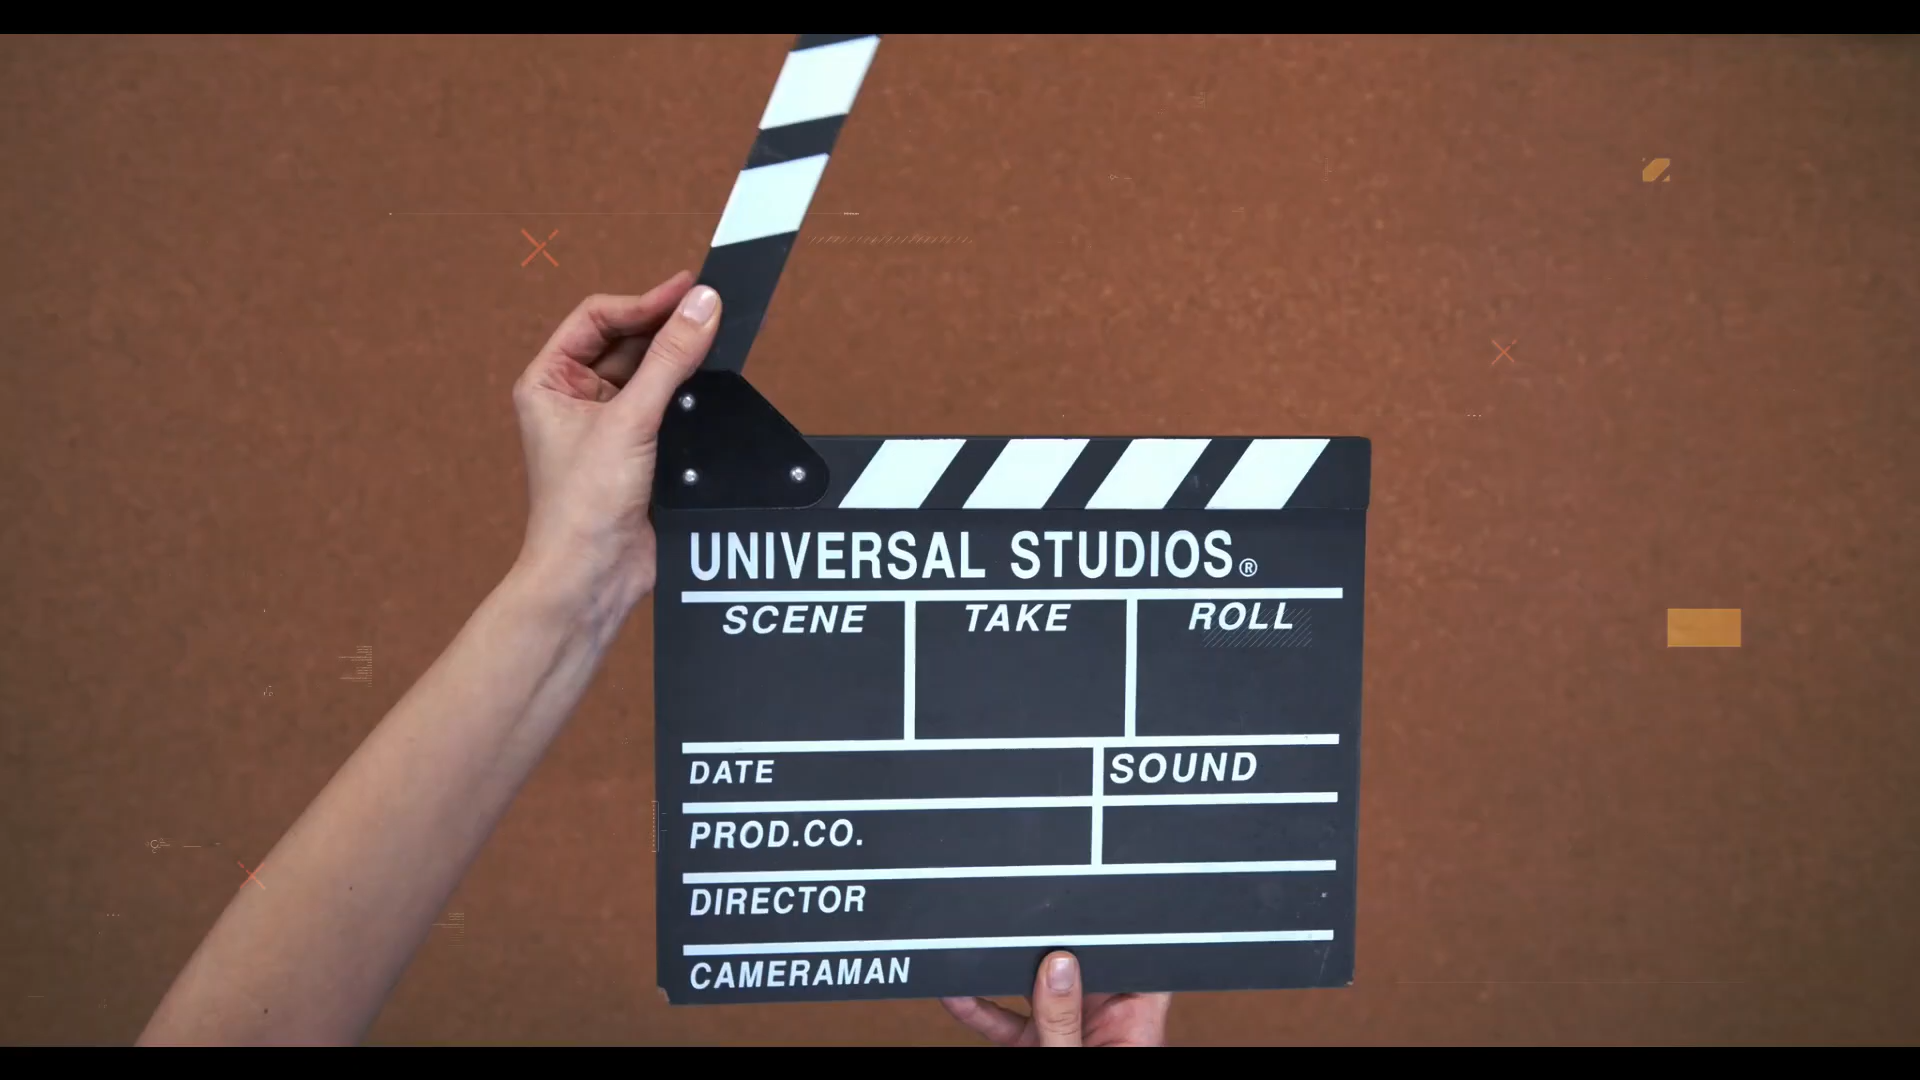 UNIVERSAL STUDIOS®
SCENE TAKE ROLL
DATE SOUND
PROD.CO.
DIRECTOR
CAMERAMAN